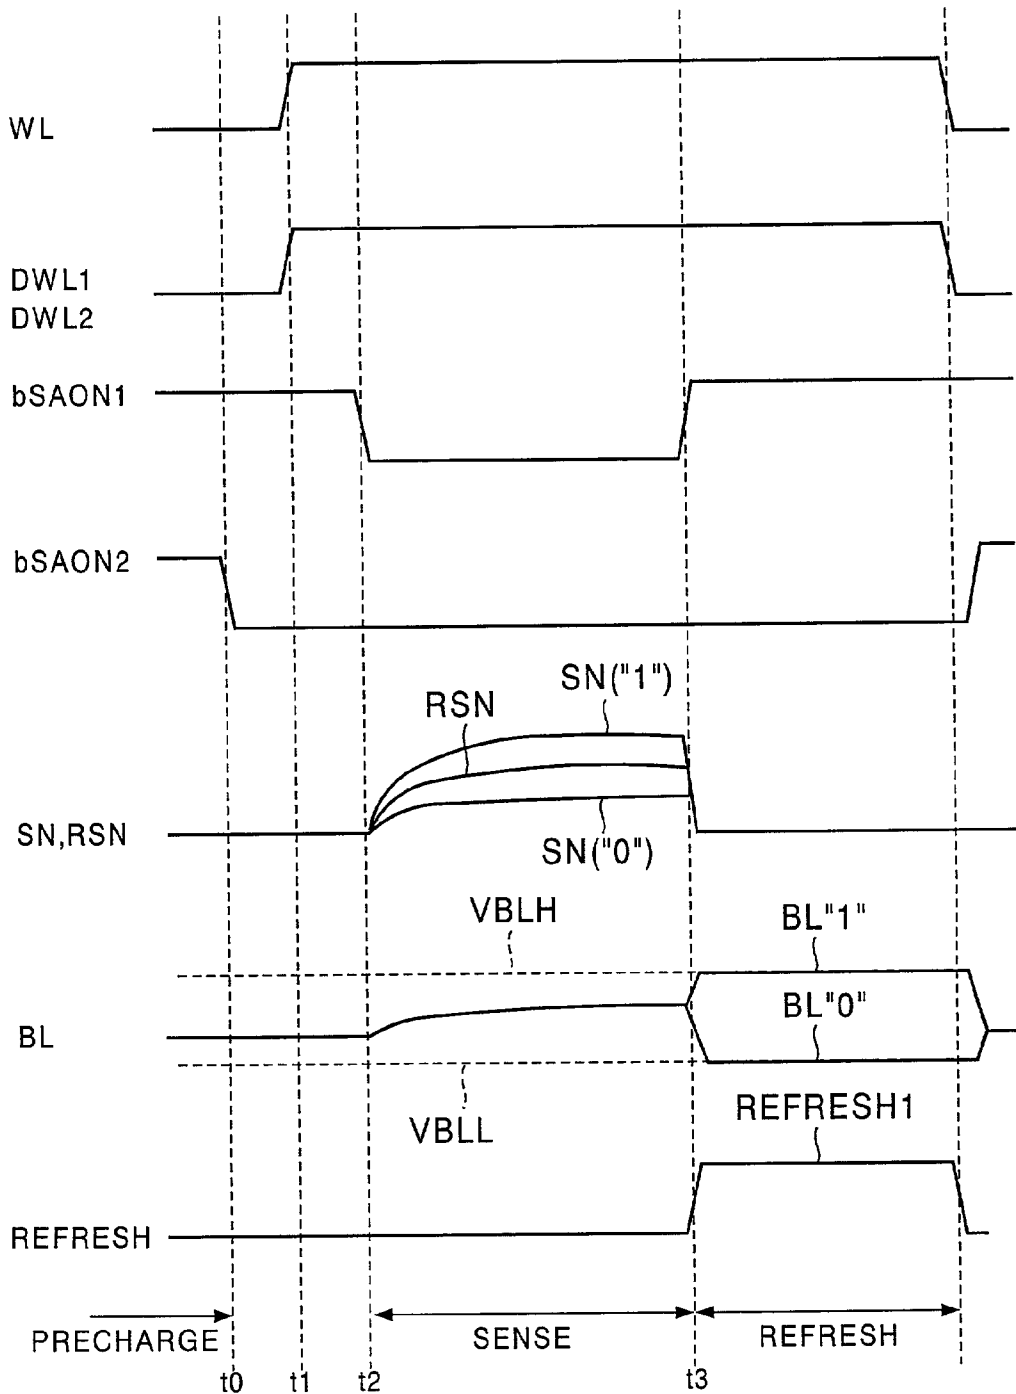 WL
DWL1
DWL2
bSAON1
bSAON2
SN("1")
RSN
SN,RSN
SN("0")
VBLH
BL"1"
BL"0"
BL
VBLL
REFRESH1
REFRESH
PRECHARGE
SENSE
REFRESH
t0
t1
t2
t3